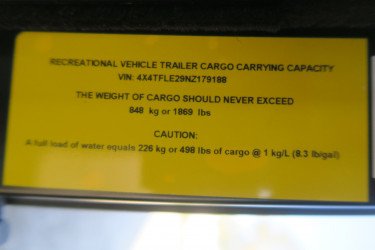 RECREATIONAL VEHICLE TRAILER CARGO CARRYING CAPACITY
VIN: 4X4TFLE29NZ179188
THE WEIGHT OF CARGO SHOULD NEVER EXCEED
848 kg or 1869 lbs
CAUTION:
A full load of water equals 226 kg or 498 lbs of cargo @ 1 kg/L (8.3 lb/gal)